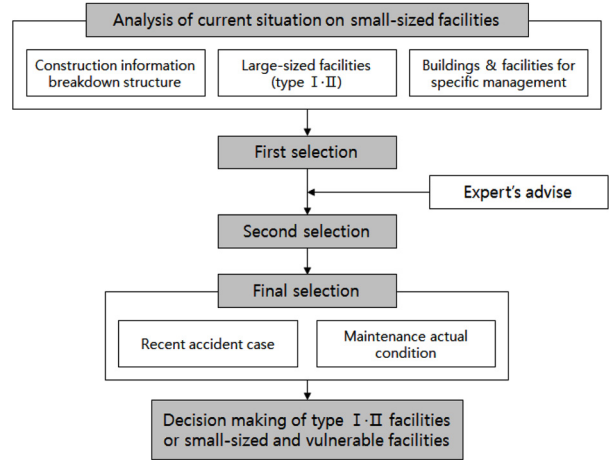 Analysis of current situation on small-sized facilities
Construction information
breakdown structure
Large-sized facilities
(type Ⅰ·Ⅱ)
Buildings & facilities for
specific management
First selection
Expert's advise
Second selection
Final selection
Recent accident case
Maintenance actual
condition
Decision making of type Ⅰ·Ⅱ facilities
or small-sized and vulnerable facilities